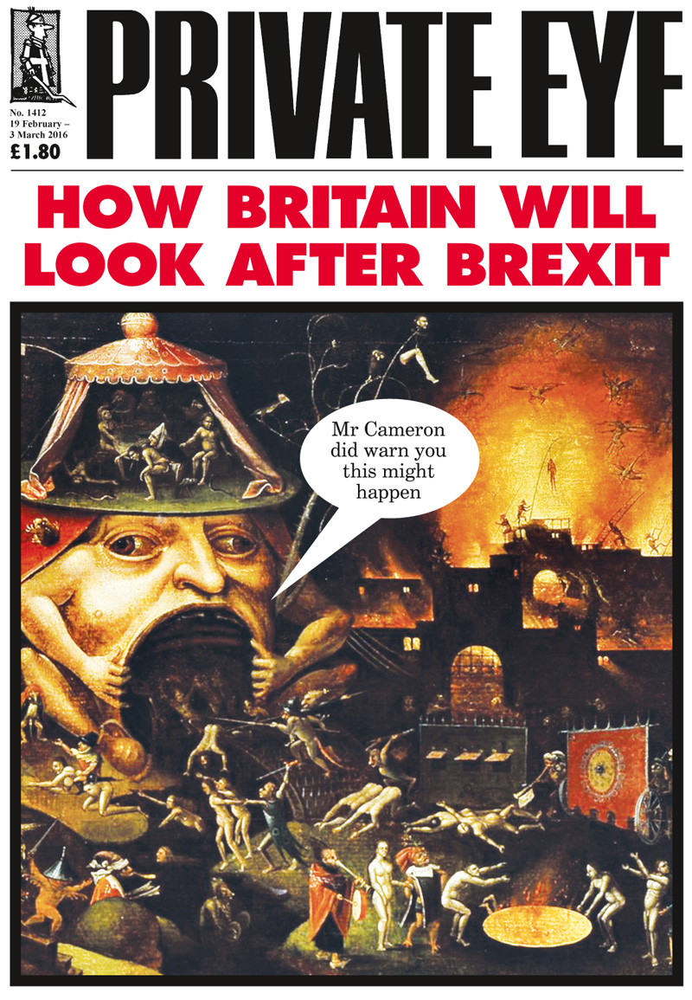 PRIVATE EYE
No. 1412
19 February –
3 March 2016
£1.80
HOW BRITAIN WILL
LOOK AFTER BREXIT
Mr Cameron
did warn you
this might
happen